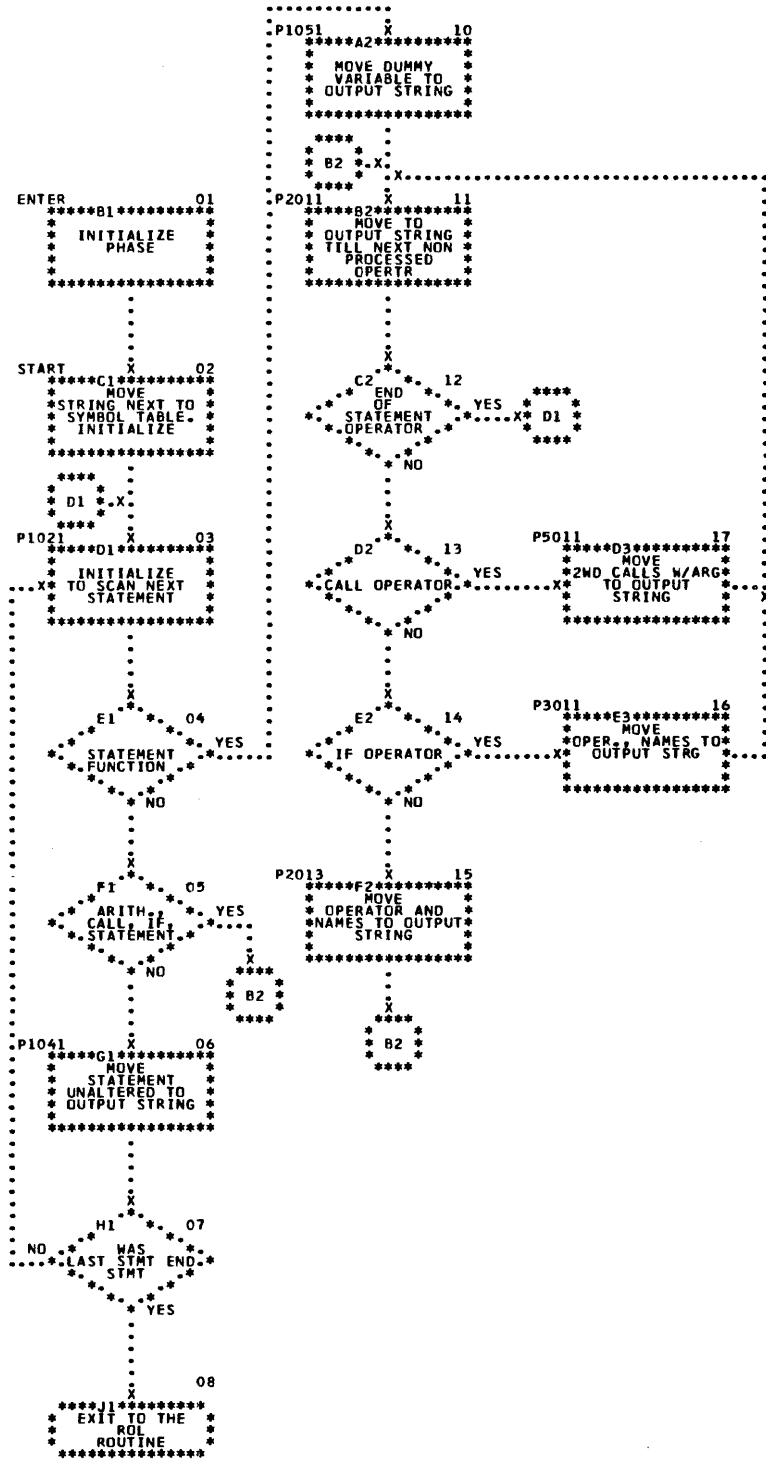 P1051 10
A2
MOVE DUMMY
VARIABLE TO
OUTPUT STRING
B2
ENTER 01
B1
INITIALIZE
PHASE
P2011 11
B2
MOVE TO
OUTPUT STRING
TILL NEXT NON
PROCESSED
OPERTR
START 02
C1
MOVE
STRING NEXT TO
SYMBOL TABLE.
INITIALIZE
C2 12
END
OF
STATEMENT
OPERATOR
YES
D1
NO
D1
P1021 03
D1
INITIALIZE
TO SCAN NEXT
STATEMENT
D2 13
CALL OPERATOR
YES
NO
P5011 17
D3
MOVE
2WD CALLS W/ARG
TO OUTPUT
STRING
E1 04
STATEMENT
FUNCTION
YES
NO
E2 14
IF OPERATOR
YES
NO
P3011 16
E3
MOVE
OPER., NAMES TO
OUTPUT STRG
F1 05
ARITH.,
CALL, IF,
STATEMENT
YES
NO
B2
P2013 15
F2
MOVE
OPERATOR AND
NAMES TO OUTPUT
STRING
B2
P1041 06
G1
MOVE
STATEMENT
UNALTERED TO
OUTPUT STRING
H1 07
WAS
LAST STMT END
STMT
NO
YES
08
J1
EXIT TO THE
ROL
ROUTINE